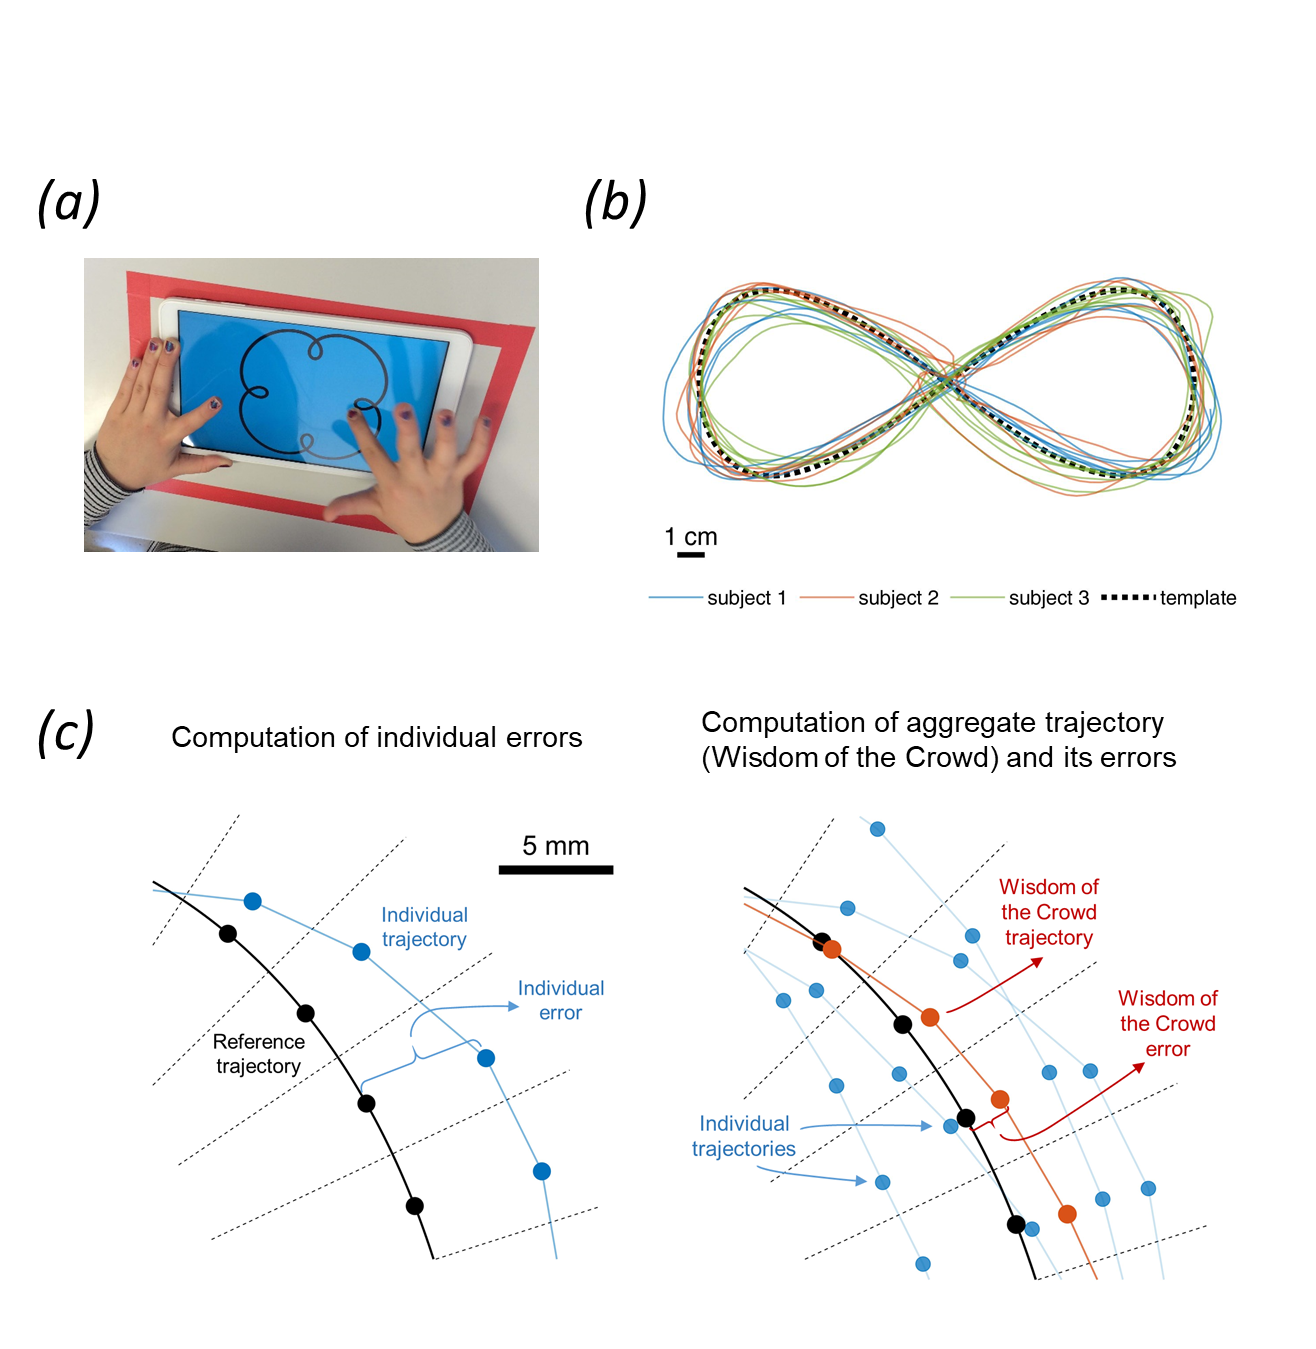 (a)
(b)
1 cm
subject 1
subject 2
subject 3
template
(c)
Computation of individual errors
Computation of aggregate trajectory
(Wisdom of the Crowd) and its errors
5 mm
Individual
trajectory
Individual
error
Reference
trajectory
Wisdom of
the Crowd
trajectory
Wisdom of
the Crowd
error
Individual
trajectories